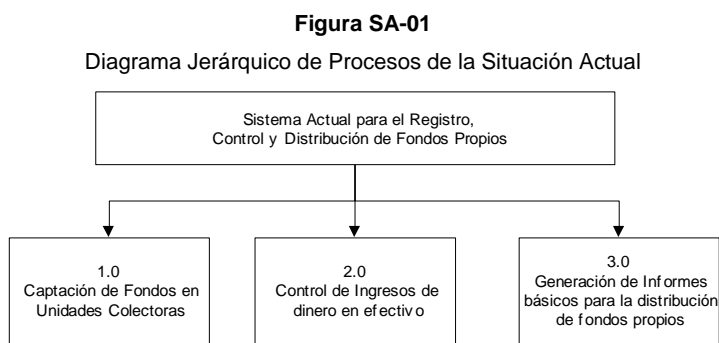 Figura SA-01
Diagrama Jerárquico de Procesos de la Situación Actual
Sistema Actual para el Registro,
Control y Distribución de Fondos Propios
1.0
Captación de Fondos en
Unidades Colectoras
2.0
Control de Ingresos de
dinero en efectivo
3.0
Generación de Informes
básicos para la distribución
de fondos propios